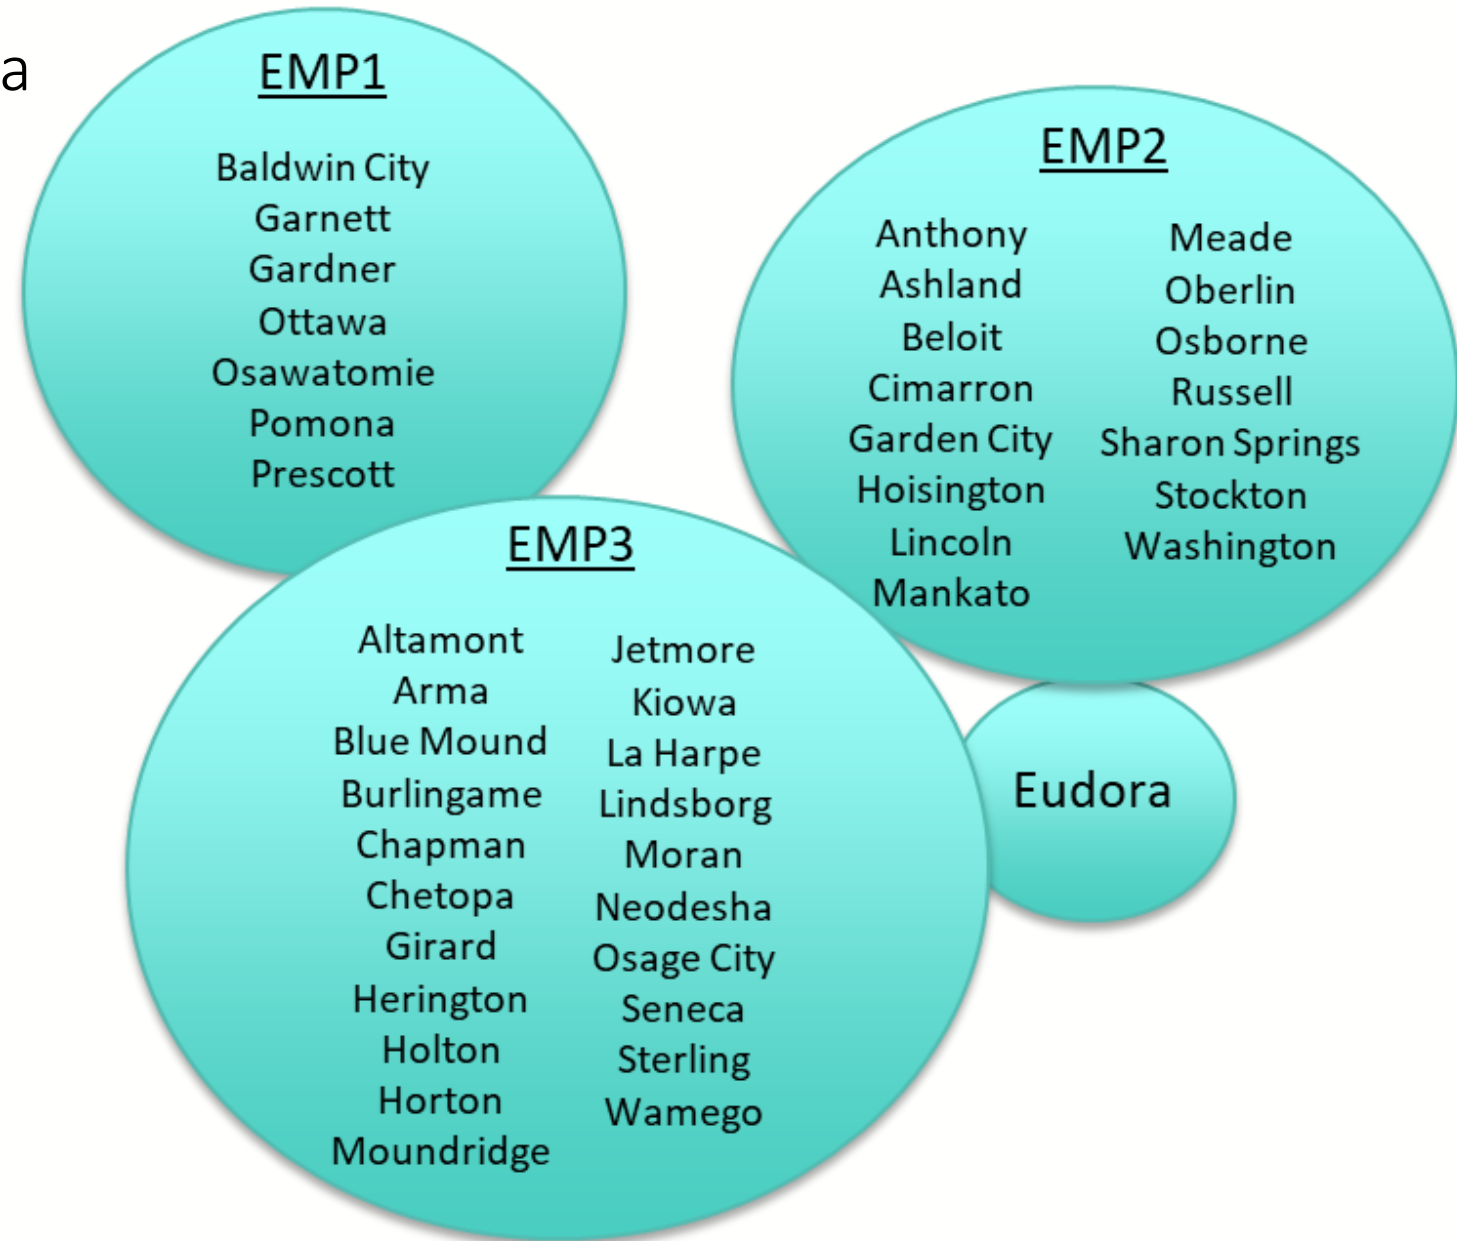 a
EMP1
Baldwin City
Garnett
Gardner
Ottawa
Osawatomie
Pomona
Prescott
EMP2
Anthony
Ashland
Beloit
Cimarron
Garden City
Hoisington
Lincoln
Mankato
Meade
Oberlin
Osborne
Russell
Sharon Springs
Stockton
Washington
EMP3
Altamont
Arma
Blue Mound
Burlingame
Chapman
Chetopa
Girard
Herington
Holton
Horton
Moundridge
Jetmore
Kiowa
La Harpe
Lindsborg
Moran
Neodesha
Osage City
Seneca
Sterling
Wamego
Eudora